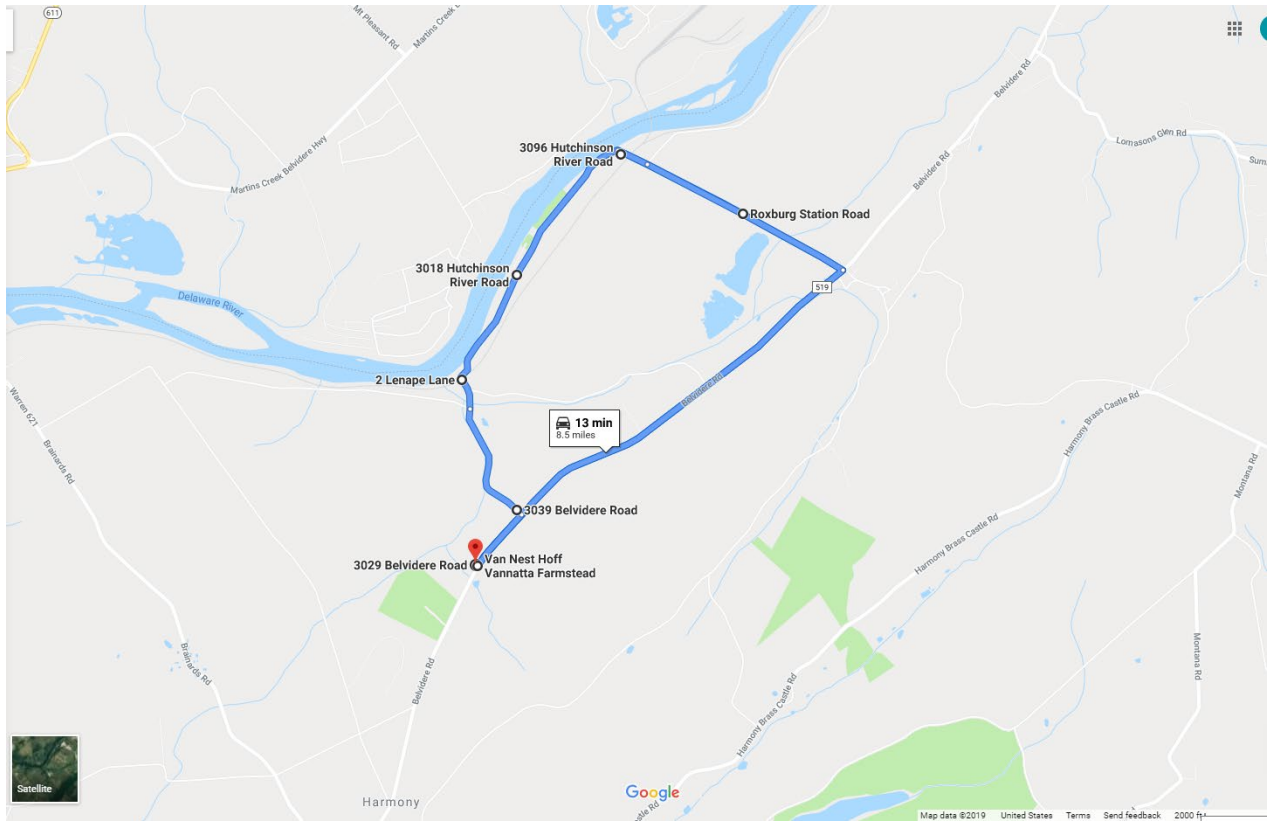 611
Mt Pleasant Rd
Martins Creek Belvidere Hwy
Belvidere Rd
Lomasons Glen Rd
3096 Hutchinson
River Road
Belvidere Rd
Roxburg Station Road
3018 Hutchinson
River Road
519
Delaware River
2 Lenape Lane
Belvidere Rd
Warren 621
Brainards Rd
13 min
8.5 miles
Harmony Brass Castle Rd
Montana Rd
3039 Belvidere Road
Harmony Brass Castle Rd
3029 Belvidere Road
Van Nest Hoff
Vannatta Farmstead
Brainards Rd
Belvidere Rd
Montana Rd
Harmony Brass Castle Rd
Satellite
Harmony
Google
Map data ©2019 United States Terms Send feedback 2000 ft